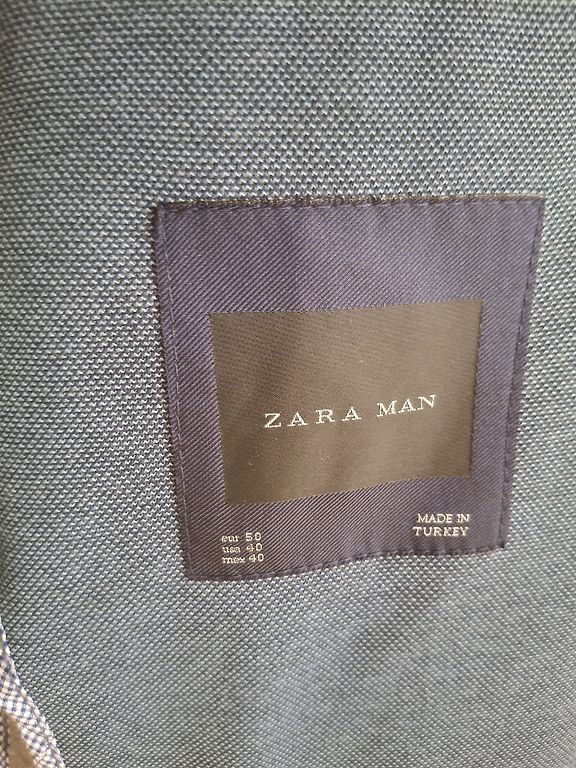 ZARA MAN
eur 50
usa 40
mex 40
MADE IN
TURKEY